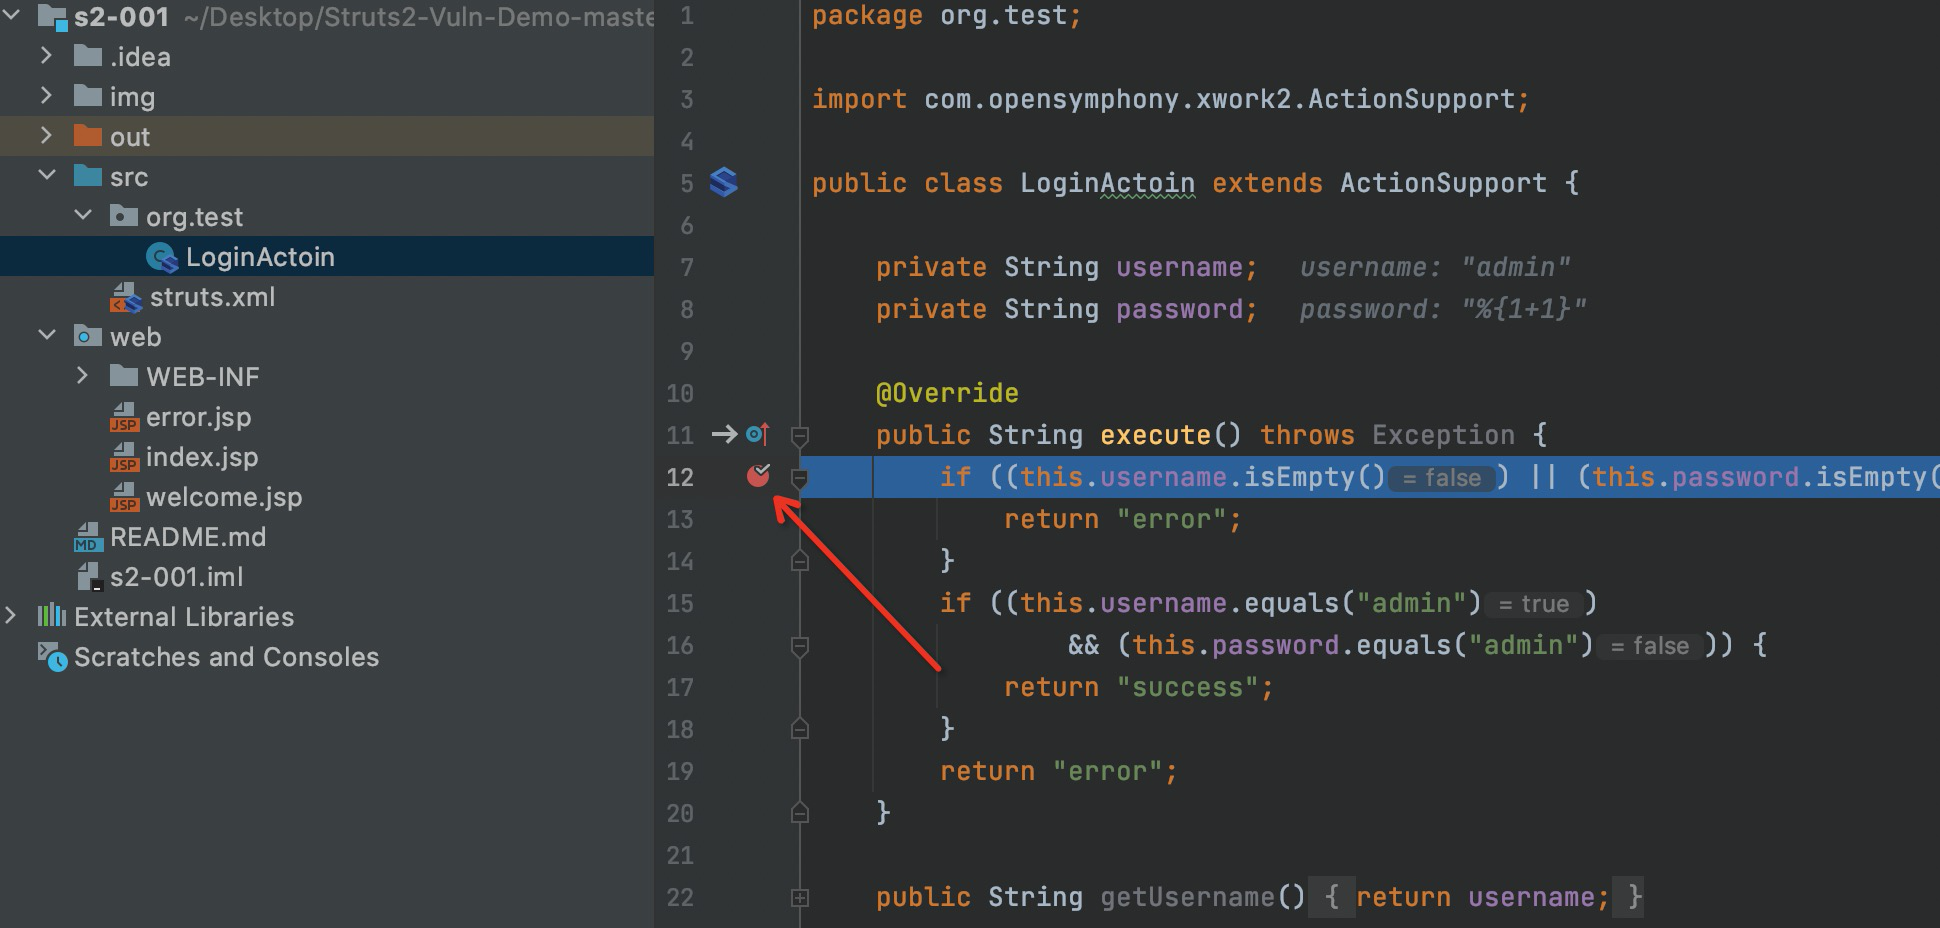 s2-001 ~/Desktop/Struts2-Vuln-Demo-maste
.idea
img
out
src
org.test
LoginActoin
struts.xml
web
WEB-INF
error.jsp
index.jsp
welcome.jsp
README.md
s2-001.iml
External Libraries
Scratches and Consoles
1 package org.test;
2
3 import com.opensymphony.xwork2.ActionSupport;
4
5 public class LoginActoin extends ActionSupport {
6
7 private String username; username: "admin"
8 private String password; password: "%{1+1}"
9
10 @Override
11 public String execute() throws Exception {
12 if ((this.username.isEmpty() = false ) || (this.password.isEmpty(
13 return "error";
14 }
15 if ((this.username.equals("admin") = true )
16 && (this.password.equals("admin") = false )) {
17 return "success";
18 }
19 return "error";
20 }
21
22 public String getUsername() { return username; }